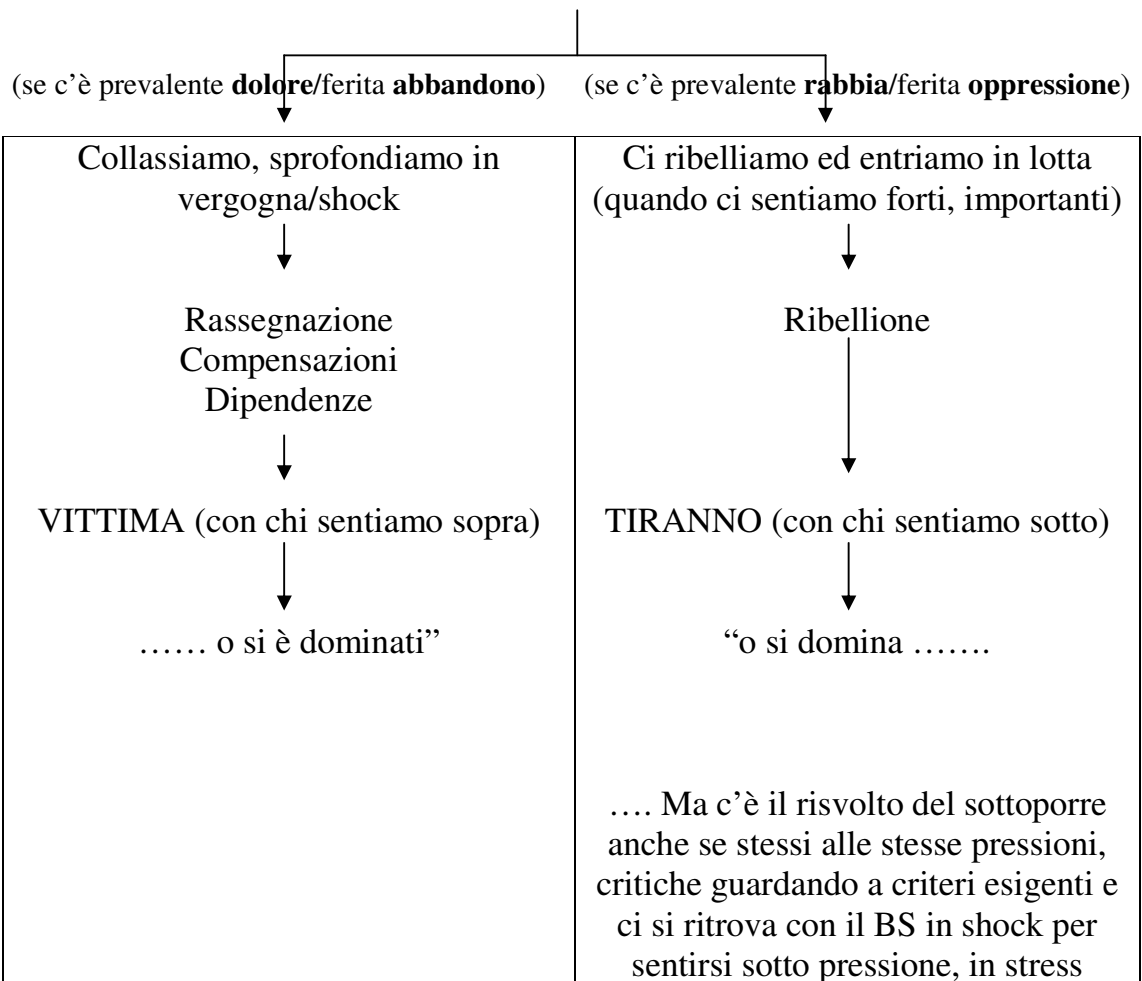 (se c'è prevalente dolore/ferita abbandono)
(se c'è prevalente rabbia/ferita oppressione)
Collassiamo, sprofondiamo in
vergogna/shock
Rassegnazione
Compensazioni
Dipendenze
VITTIMA (con chi sentiamo sopra)
…… o si è dominati”
Ci ribelliamo ed entriamo in lotta
(quando ci sentiamo forti, importanti)
Ribellione
TIRANNO (con chi sentiamo sotto)
“o si domina …….
…. Ma c'è il risvolto del sottoporre
anche se stessi alle stesse pressioni,
critiche guardando a criteri esigenti e
ci si ritrova con il BS in shock per
sentirsi sotto pressione, in stress